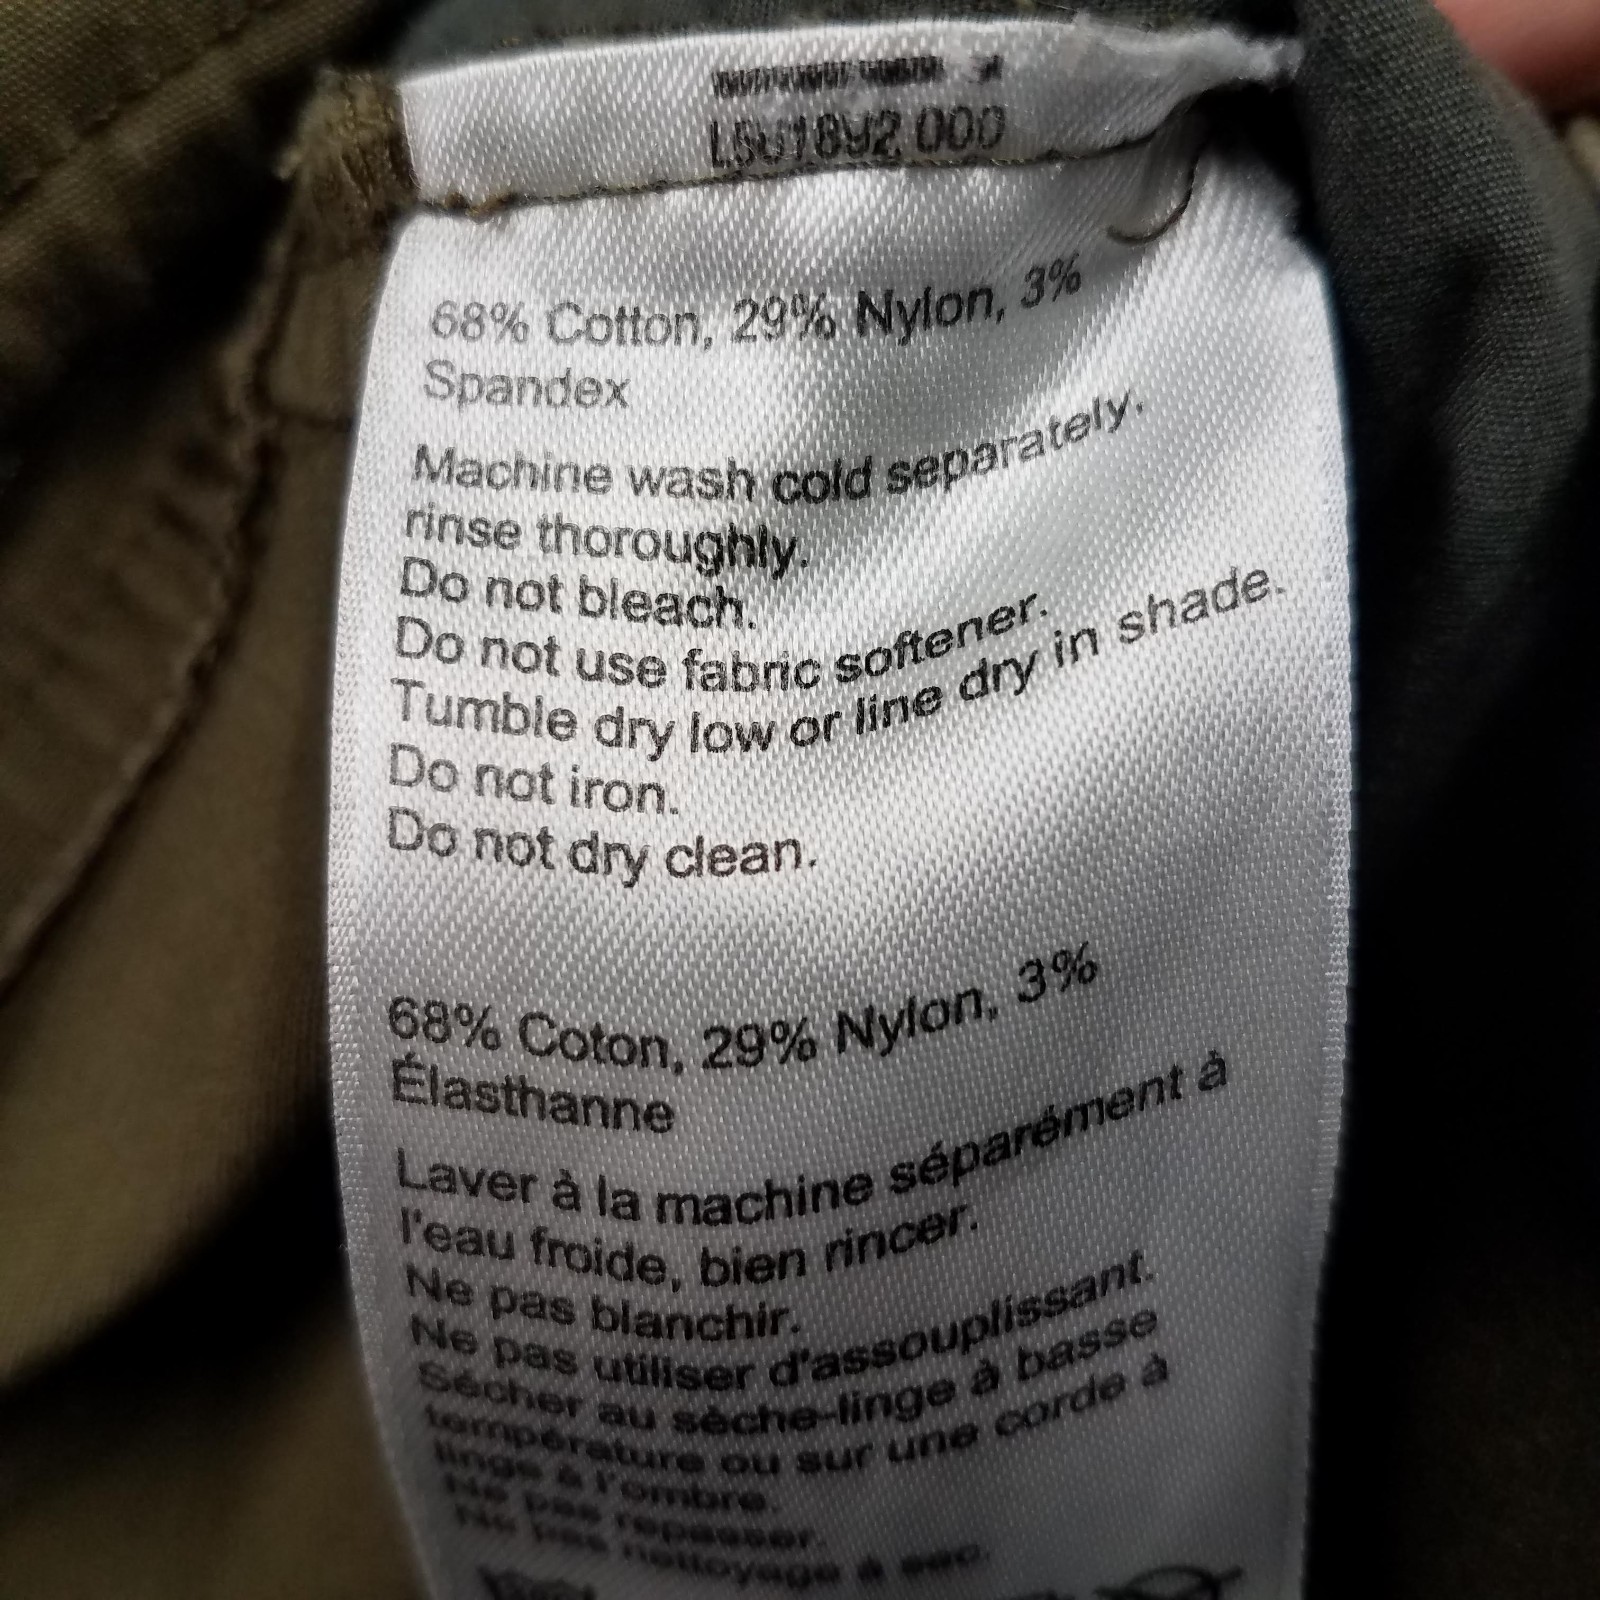 68% Cotton, 29% Nylon, 3%
Spandex
Machine wash cold separately.
rinse thoroughly.
Do not bleach.
Do not use fabric softener.
Tumble dry low or line dry in shade.
Do not iron.
Do not dry clean.
68% Coton, 29% Nylon, 3%
Élasthanne
Laver à la machine séparément à
l'eau froide, bien rincer.
Ne pas blanchir.
Ne pas utiliser d'assouplissant.
Sécher au sèche-linge à basse
température ou sur une corde à
linge à l'ombre.
Ne pas repasser.
Ne pas nettoyage à sec.